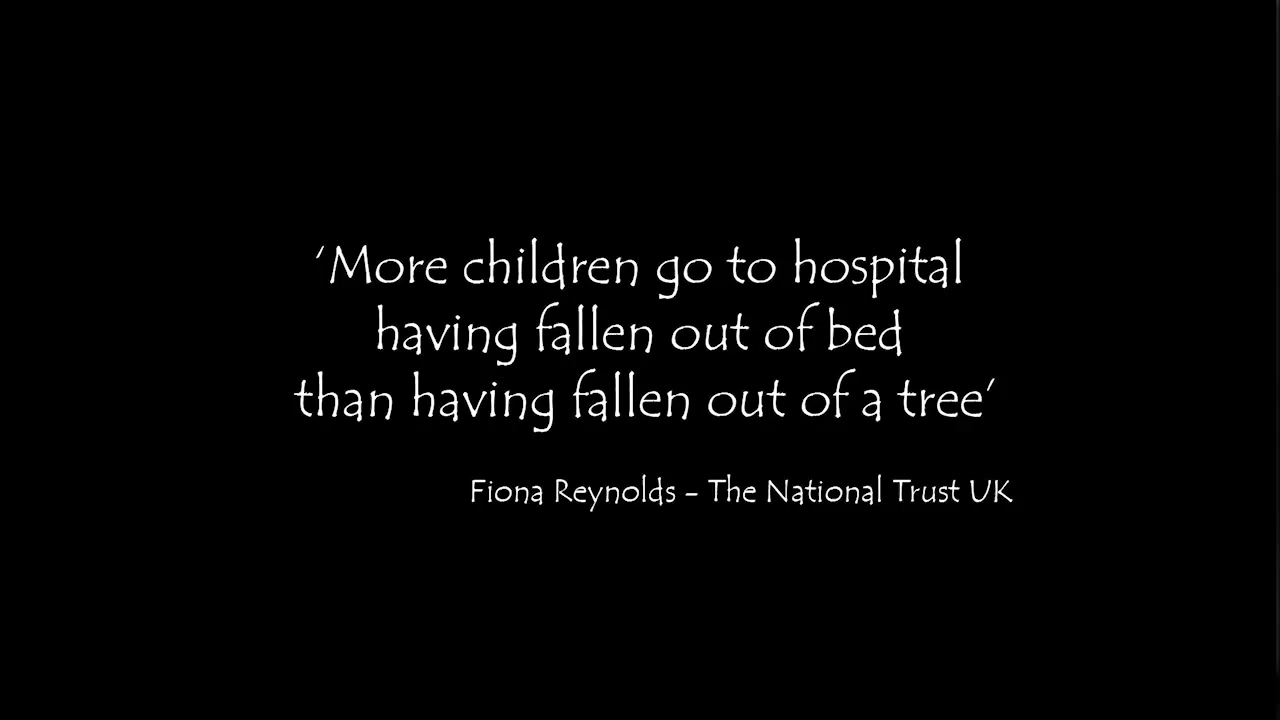 ‘More children go to hospital
having fallen out of bed
than having fallen out of a tree’
Fiona Reynolds - The National Trust UK